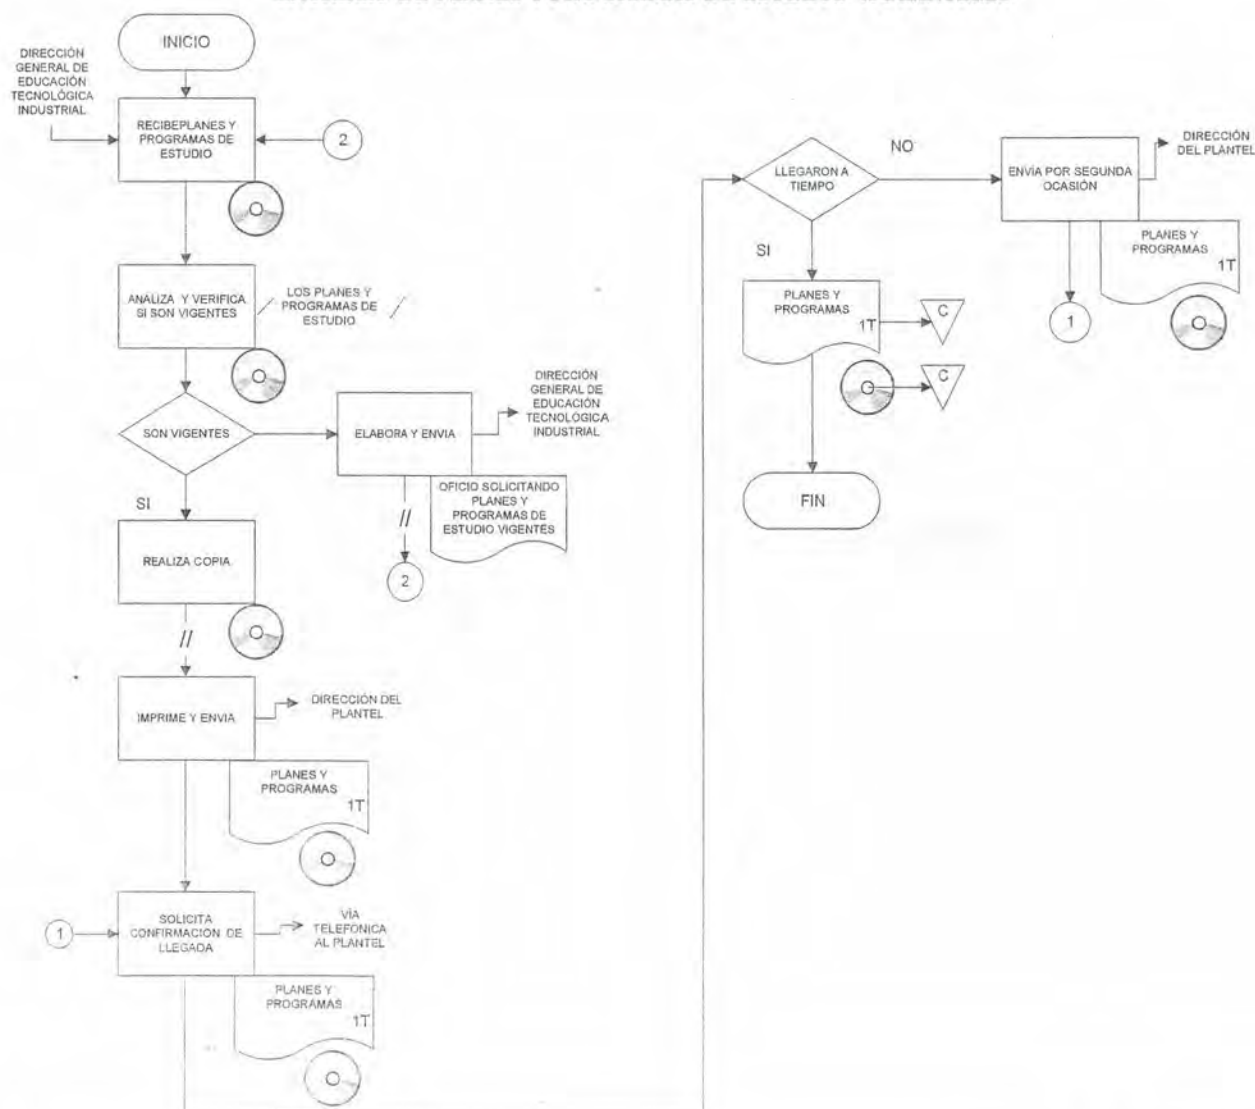 INICIO
DIRECCIÓN
GENERAL DE
EDUCACIÓN
TECNOLÓGICA
INDUSTRIAL
RECIBEPLANES Y
PROGRAMAS DE
ESTUDIO
2
ANALIZA Y VERIFICA
SI SON VIGENTES
LOS PLANES Y
PROGRAMAS DE
ESTUDIO
SON VIGENTES
ELABORA Y ENVIA
DIRECCIÓN
GENERAL DE
EDUCACIÓN
TECNOLÓGICA
INDUSTRIAL
OFICIO SOLICITANDO
PLANES Y
PROGRAMAS DE
ESTUDIO VIGENTES
//
2
SI
REALIZA COPIA
//
IMPRIME Y ENVIA
DIRECCIÓN DEL
PLANTEL
PLANES Y
PROGRAMAS
1T
1
SOLICITA
CONFIRMACION DE
LLEGADA
VÍA
TELEFÓNICA
AL PLANTEL
PLANES Y
PROGRAMAS
1T
LLEGARON A
TIEMPO
NO
ENVÍA POR SEGUNDA
OCASIÓN
DIRECCIÓN
DEL PLANTEL
PLANES Y
PROGRAMAS
1T
1
SI
PLANES Y
PROGRAMAS
1T
C
C
FIN